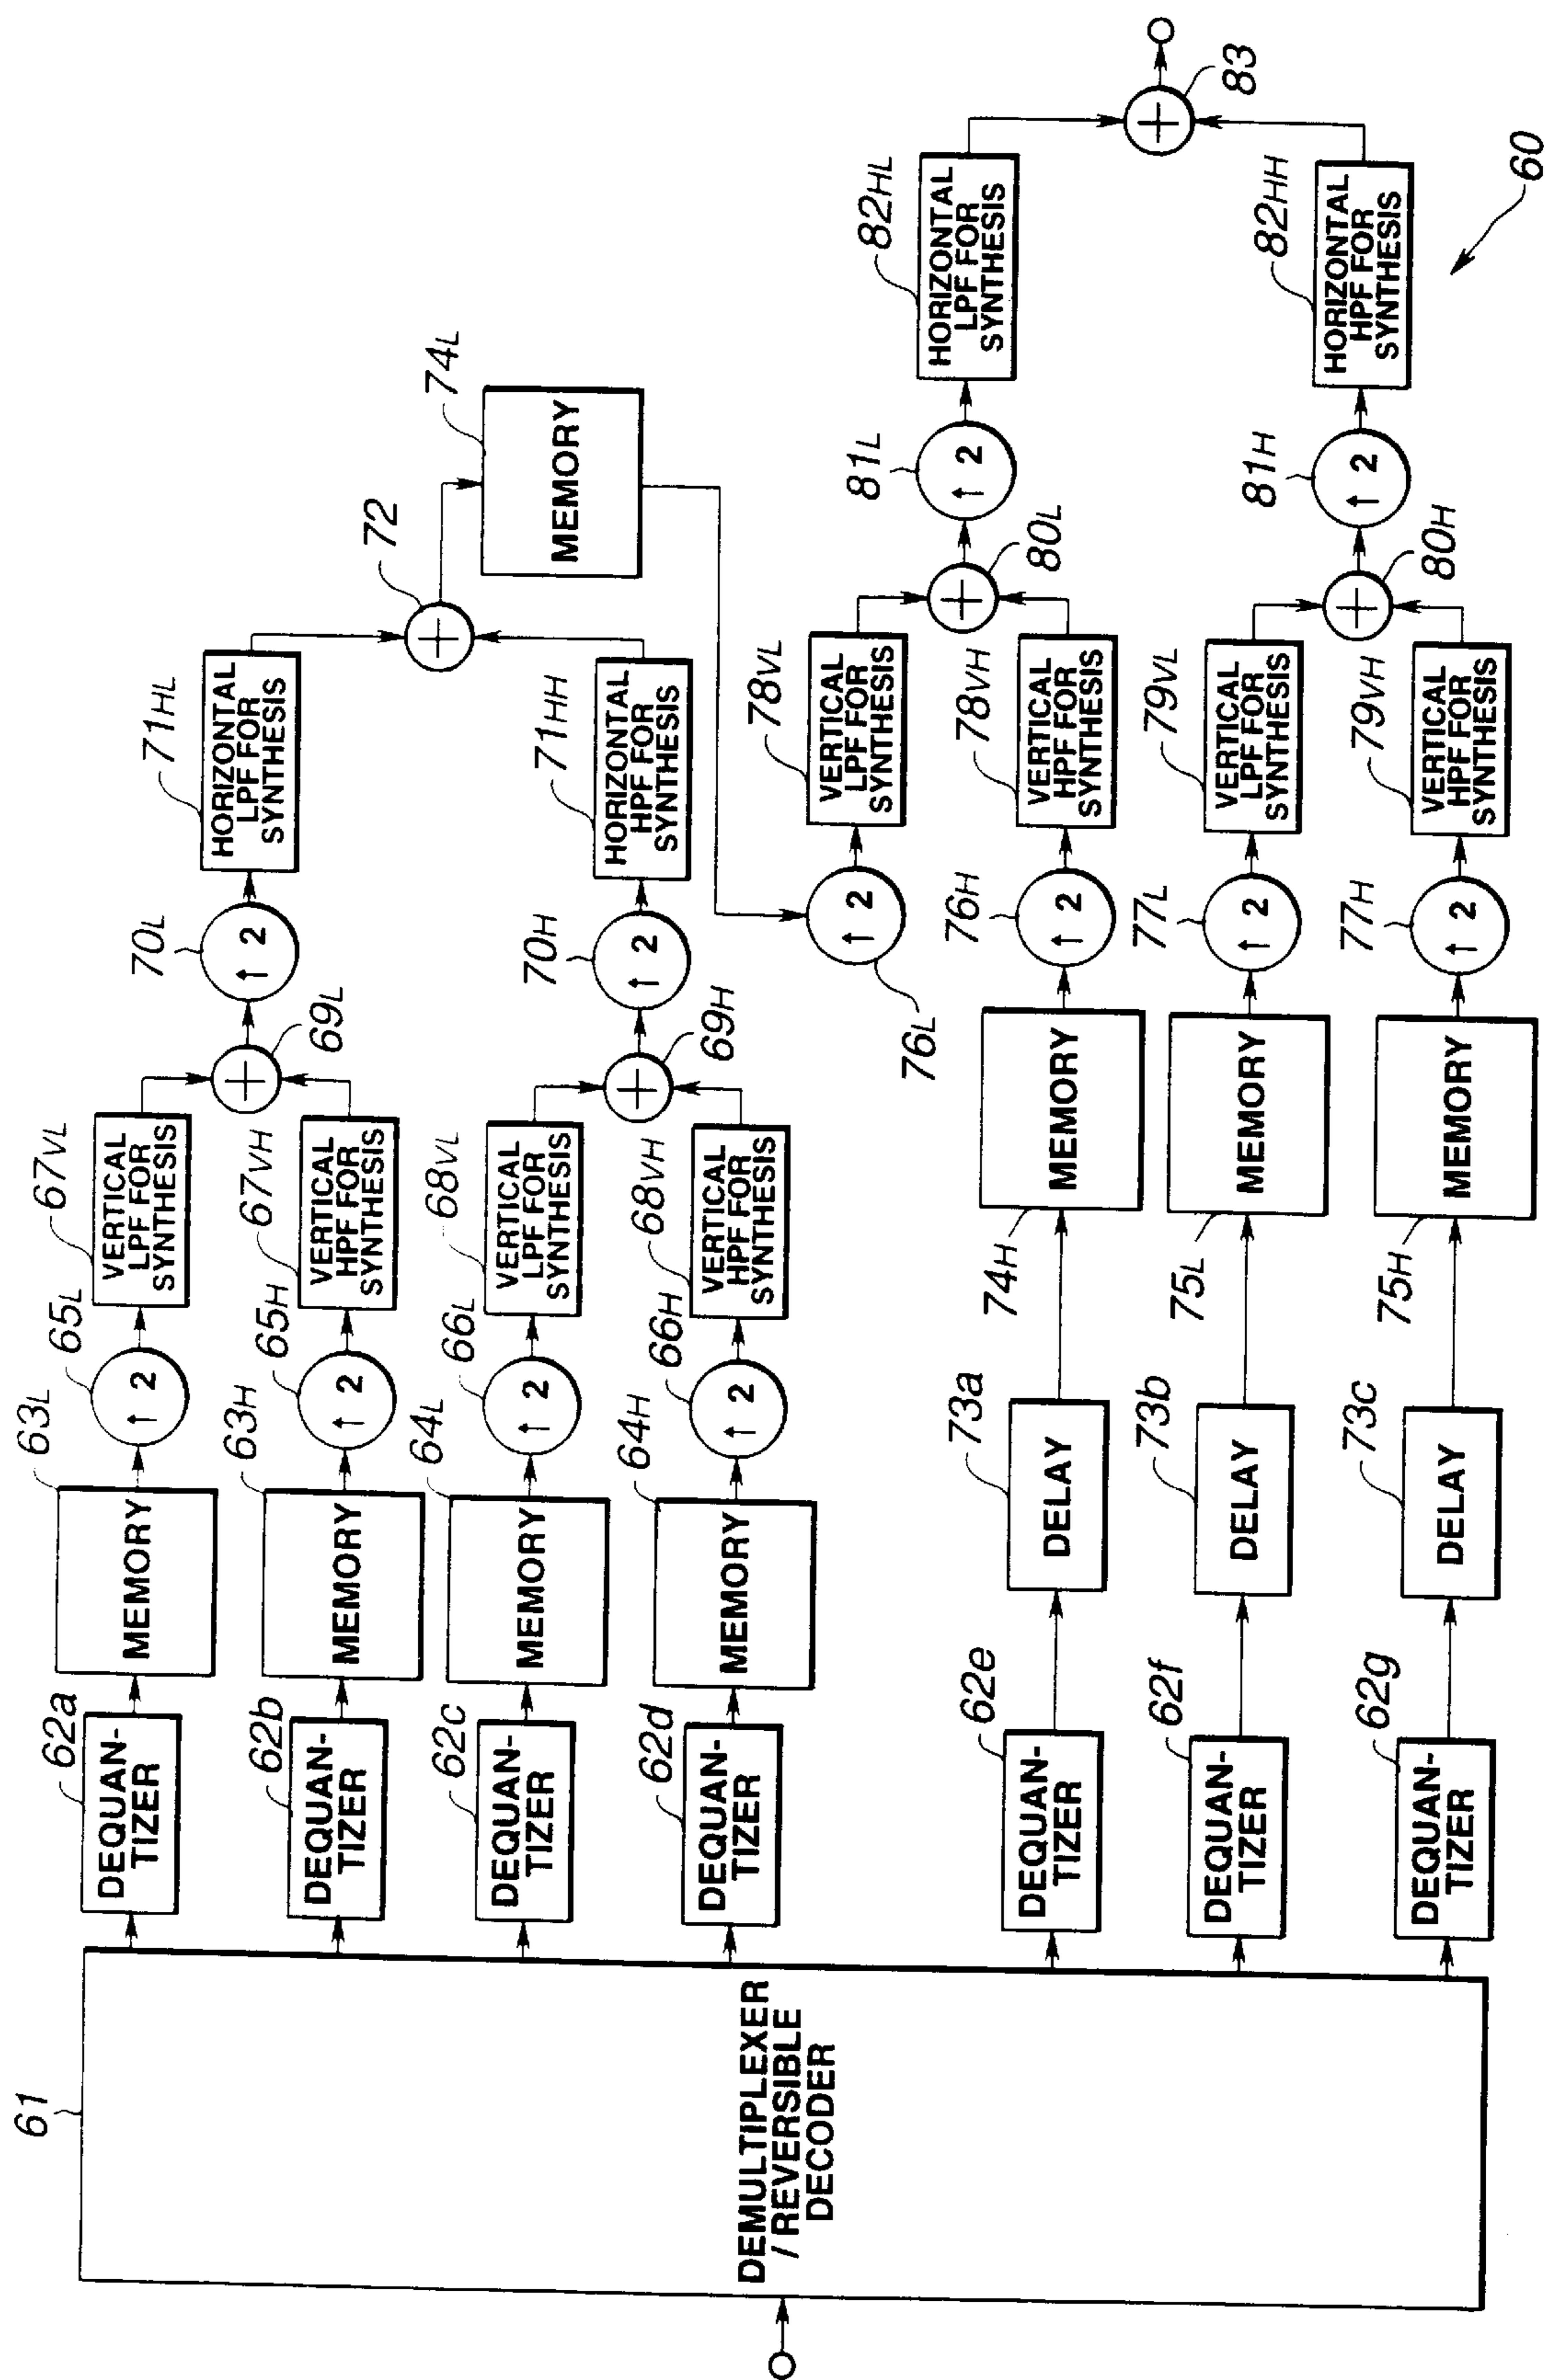 61
DEMULTIPLEXER
/ REVERSIBLE
DECODER
62a
DEQUAN-
TIZER
63L
MEMORY
65L
↑ 2
67VL
VERTICAL
LPF FOR
SYNTHESIS
62b
DEQUAN-
TIZER
63H
MEMORY
65H
↑ 2
67VH
VERTICAL
HPF FOR
SYNTHESIS
69L
70L
↑ 2
71HL
HORIZONTAL
LPF FOR
SYNTHESIS
62c
DEQUAN-
TIZER
64L
MEMORY
66L
↑ 2
68VL
VERTICAL
LPF FOR
SYNTHESIS
62d
DEQUAN-
TIZER
64H
MEMORY
66H
↑ 2
68VH
VERTICAL
HPF FOR
SYNTHESIS
69H
70H
↑ 2
71HH
HORIZONTAL
HPF FOR
SYNTHESIS
72
74L
MEMORY
76L
↑ 2
78VL
VERTICAL
LPF FOR
SYNTHESIS
62e
DEQUAN-
TIZER
73a
DELAY
74H
MEMORY
76H
↑ 2
78VH
VERTICAL
HPF FOR
SYNTHESIS
80L
81L
↑ 2
82HL
HORIZONTAL
LPF FOR
SYNTHESIS
62f
DEQUAN-
TIZER
73b
DELAY
75L
MEMORY
77L
↑ 2
79VL
VERTICAL
LPF FOR
SYNTHESIS
62g
DEQUAN-
TIZER
73c
DELAY
75H
MEMORY
77H
↑ 2
79VH
VERTICAL
HPF FOR
SYNTHESIS
80H
81H
↑ 2
82HH
HORIZONTAL
HPF FOR
SYNTHESIS
83
60